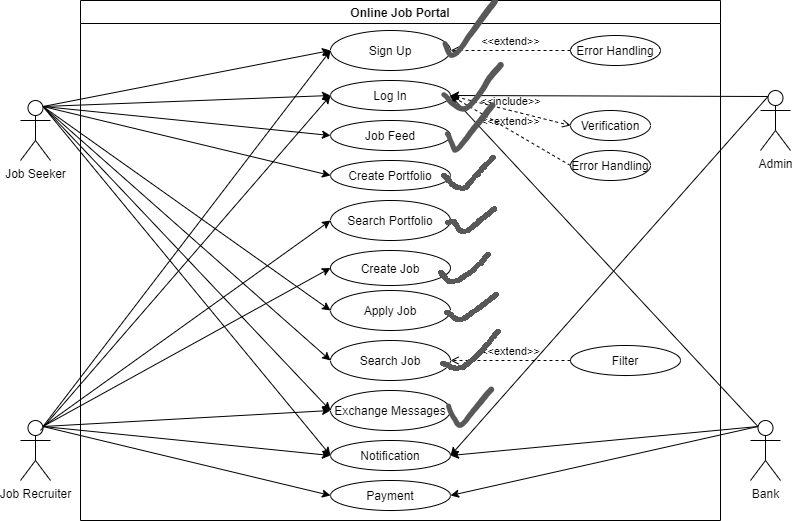 Online Job Portal
Sign Up
<<extend>>
Error Handling
Log In
<<include>>
<<extend>>
Verification
Job Feed
Error Handling
Create Portfolio
Job Seeker
Admin
Search Portfolio
Create Job
Apply Job
Search Job
<<extend>>
Filter
Exchange Messages
Notification
Job Recruiter
Bank
Payment